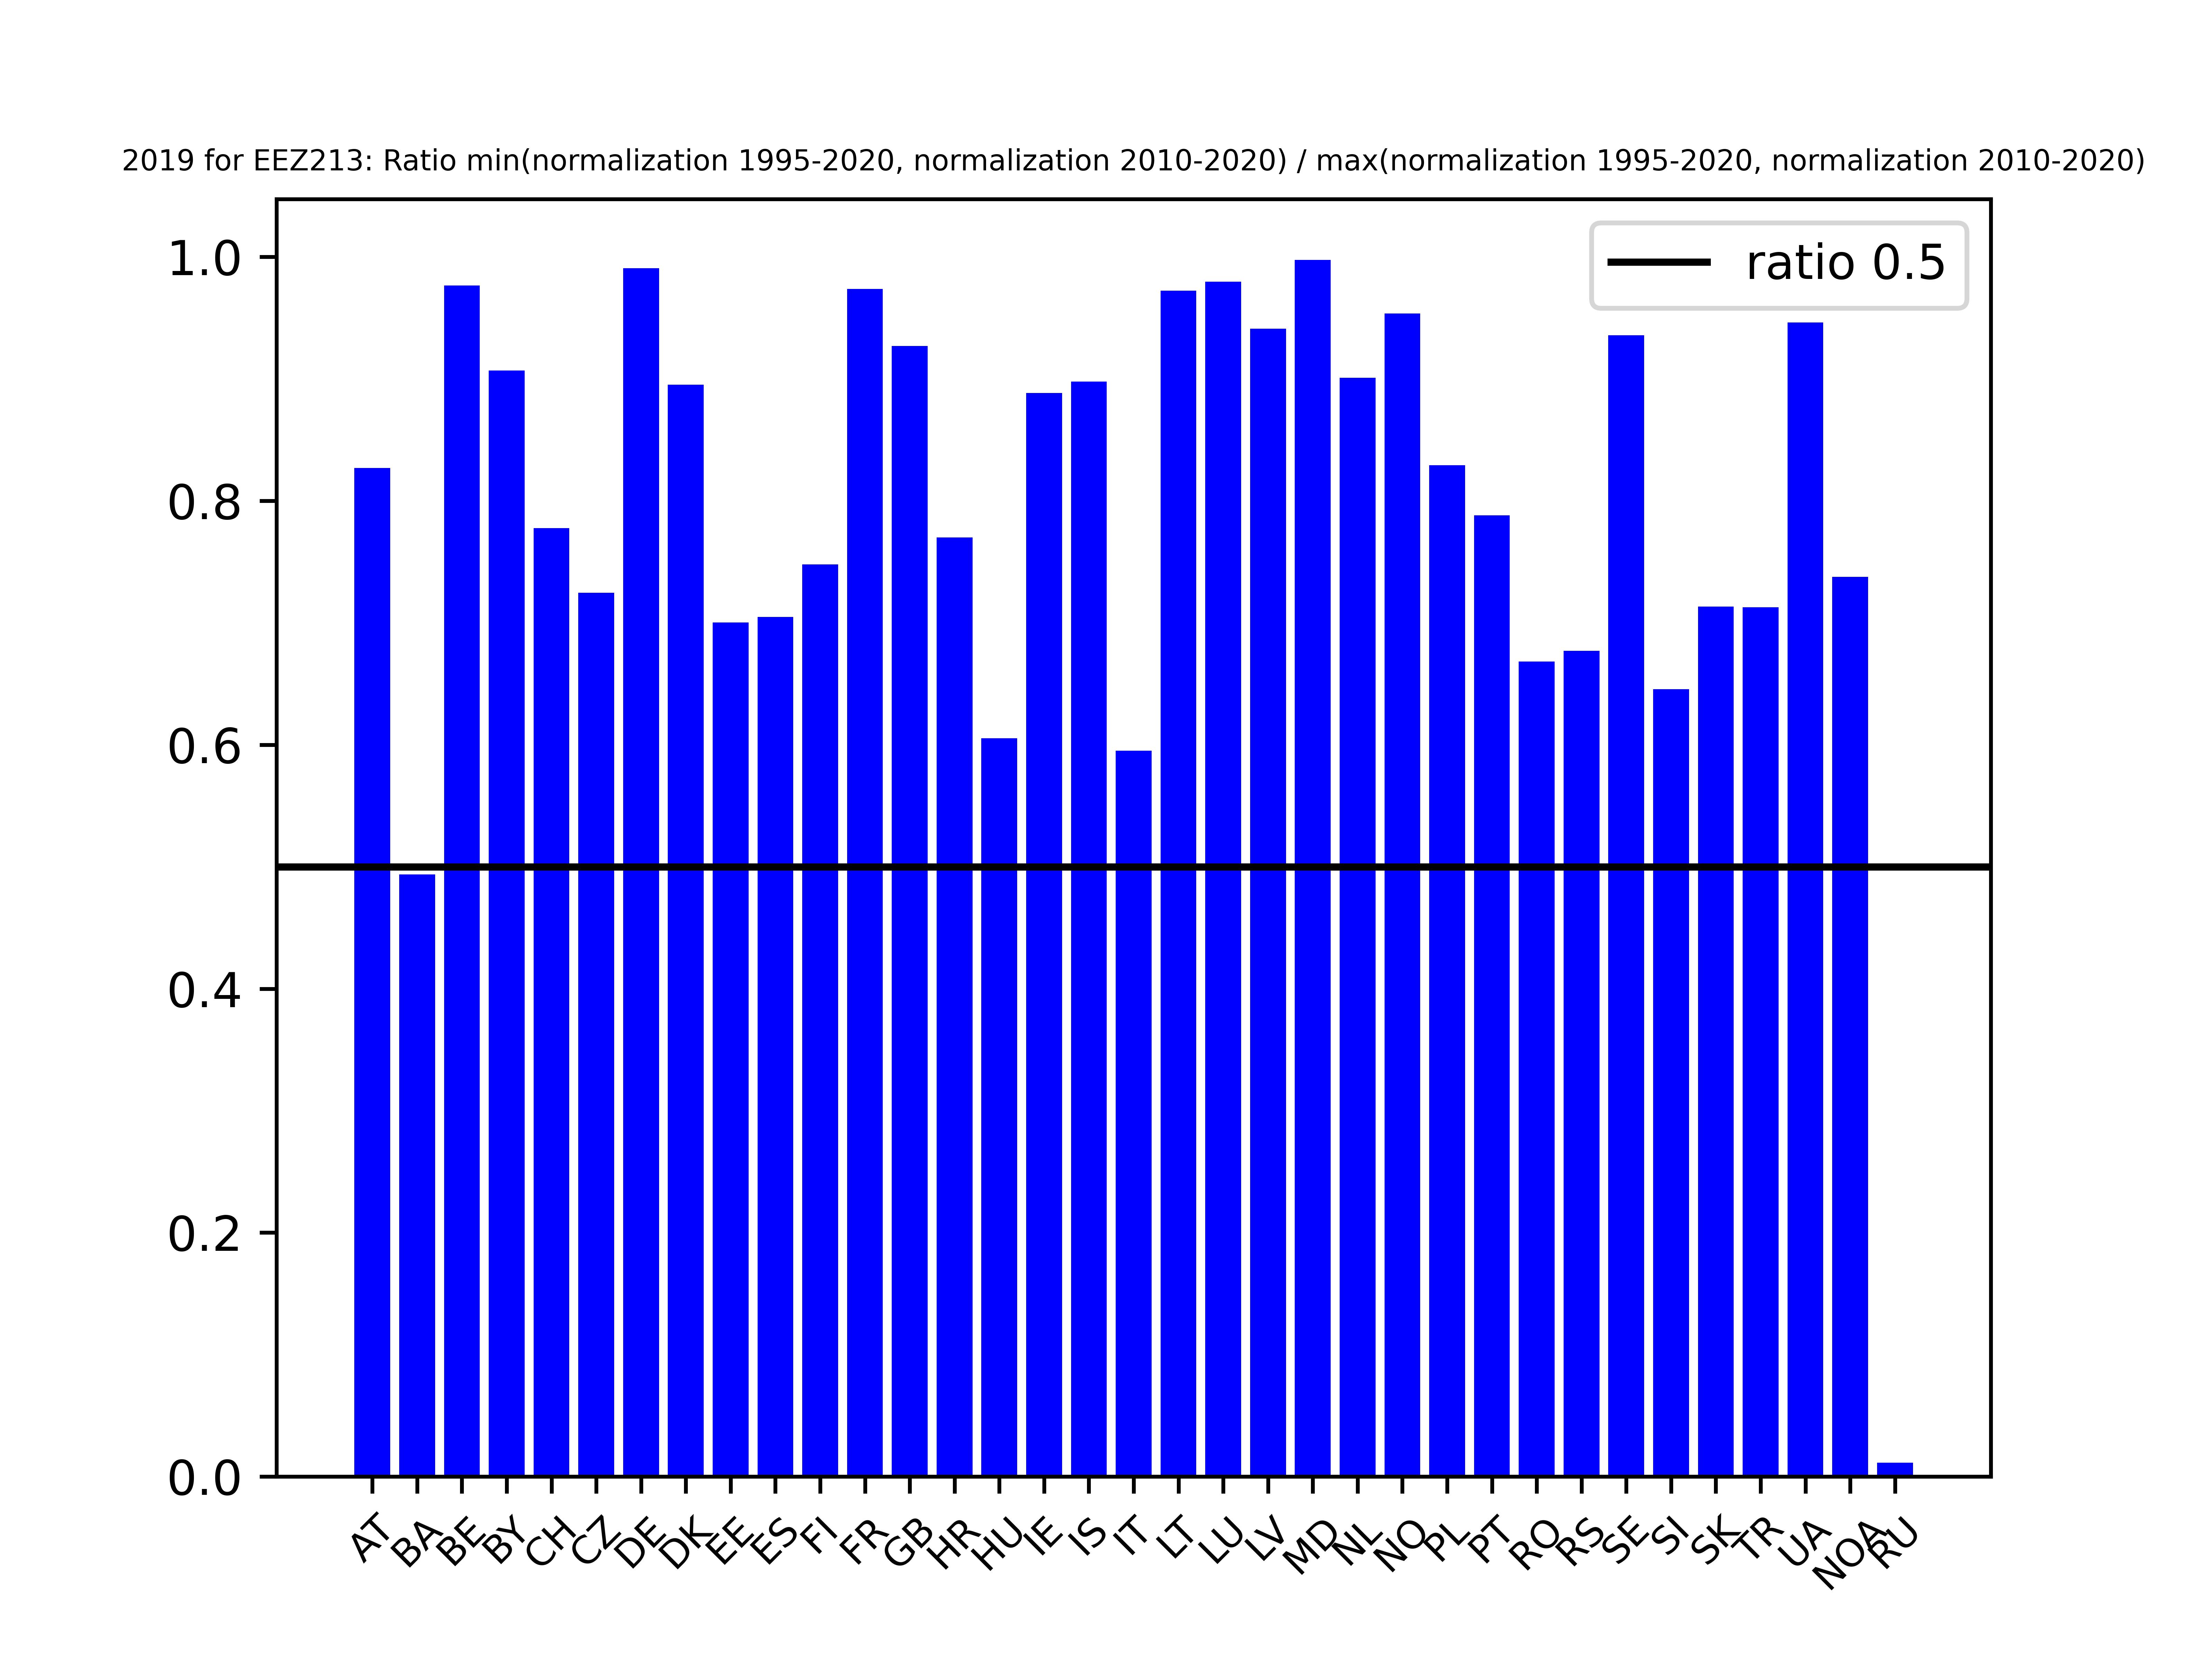 2019 for EEZ213: Ratio min(normalization 1995-2020, normalization 2010-2020) / max(normalization 1995-2020, normalization 2010-2020)
ratio 0.5
1.0
0.8
0.6
0.4
0.2
0.0
AT BA BE BY CH CZ DE DK EE ES FI FR GB HR HU IE IS IT LT LU LV MD NL NO PL PT RO RS SE SI SK TR UA NOA RU